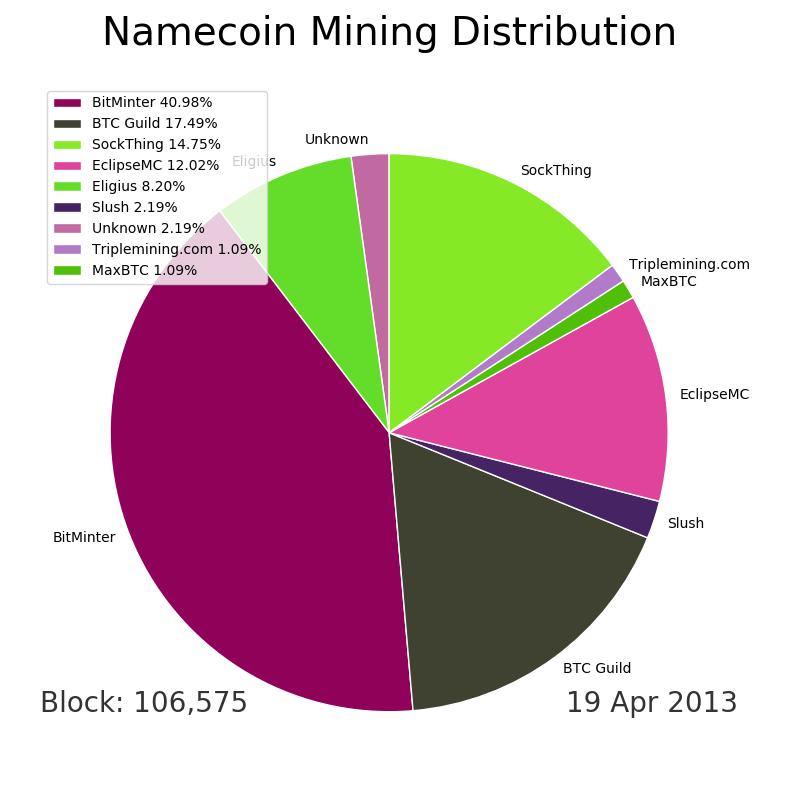 Namecoin Mining Distribution
BitMinter 40.98%
BTC Guild 17.49%
SockThing 14.75%
EclipseMC 12.02%
Eligius 8.20%
Slush 2.19%
Unknown 2.19%
Triplemining.com 1.09%
MaxBTC 1.09%
Unknown
Eligius
SockThing
Triplemining.com
MaxBTC
EclipseMC
Slush
BitMinter
BTC Guild
Block: 106,575
19 Apr 2013